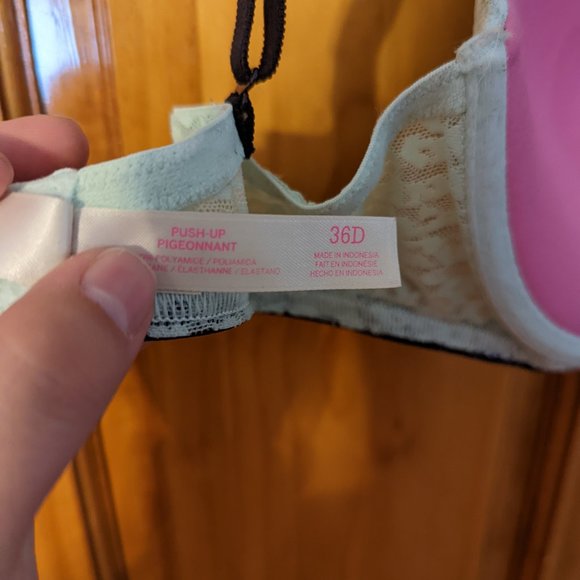 PUSH-UP
PIGEONNANT
POLYAMIDE / POLIAMIDA
/ ELASTHANNE / ELASTANO
36D
MADE IN INDONESIA
FAIT EN INDONÉSIE
HECHO EN INDONESIA